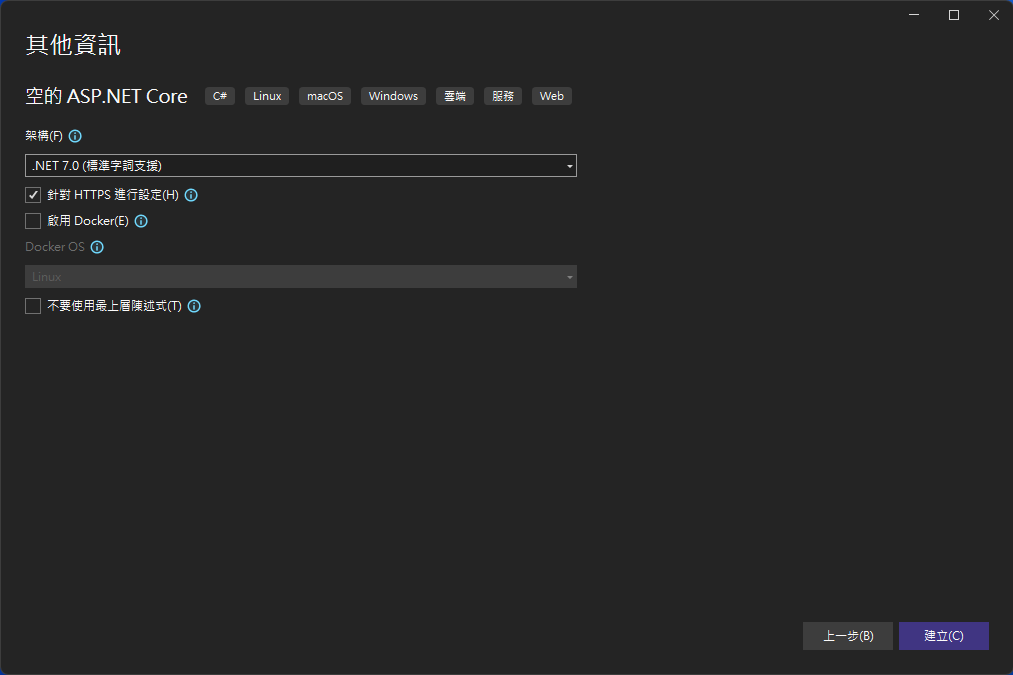 其他資訊
空的 ASP.NET Core C# Linux macOS Windows 雲端 服務 Web
架構(F)
.NET 7.0 (標準字詞支援)
針對 HTTPS 進行設定(H)
啟用 Docker(E)
Docker OS
Linux
不要使用最上層陳述式(T)
上一步(B) 建立(C)